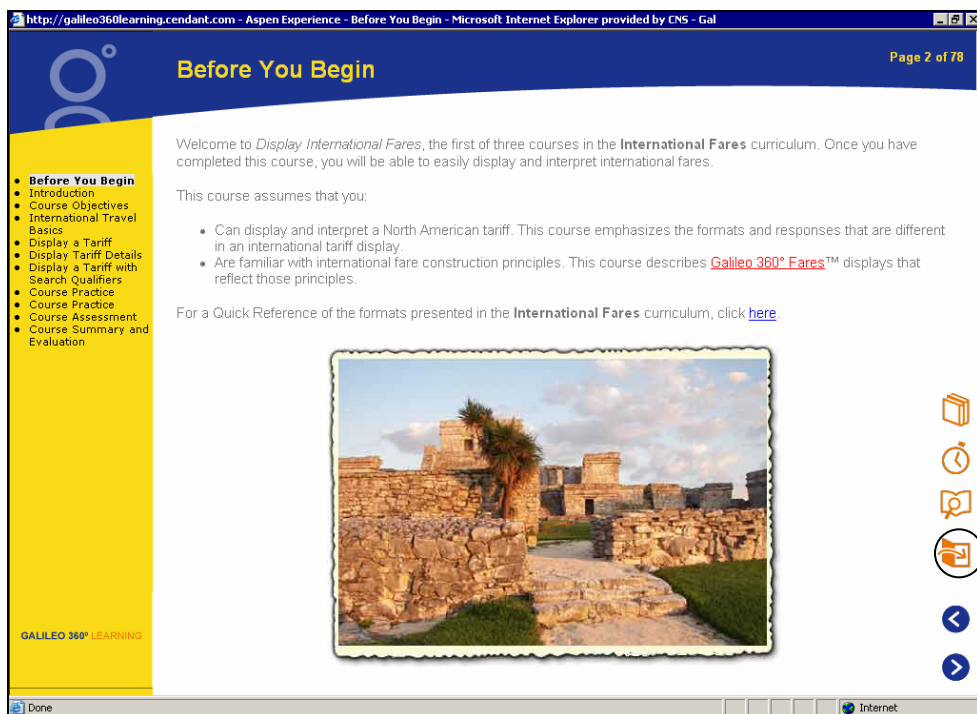 http://galileo360learning.cendant.com - Aspen Experience - Before You Begin - Microsoft Internet Explorer provided by CNS - Gal
Before You Begin
Page 2 of 78
Welcome to Display International Fares, the first of three courses in the International Fares curriculum. Once you have
completed this course, you will be able to easily display and interpret international fares.
This course assumes that you:
• Can display and interpret a North American tariff. This course emphasizes the formats and responses that are different
in an international tariff display.
• Are familiar with international fare construction principles. This course describes Galileo 360° Fares™ displays that
reflect those principles.
For a Quick Reference of the formats presented in the International Fares curriculum, click here.
• Before You Begin
• Introduction
• Course Objectives
• International Travel
Basics
• Display a Tariff
• Display Tariff Details
• Display a Tariff with
Search Qualifiers
• Course Practice
• Course Practice
• Course Assessment
• Course Summary and
Evaluation
GALILEO 360° LEARNING
Done
Internet